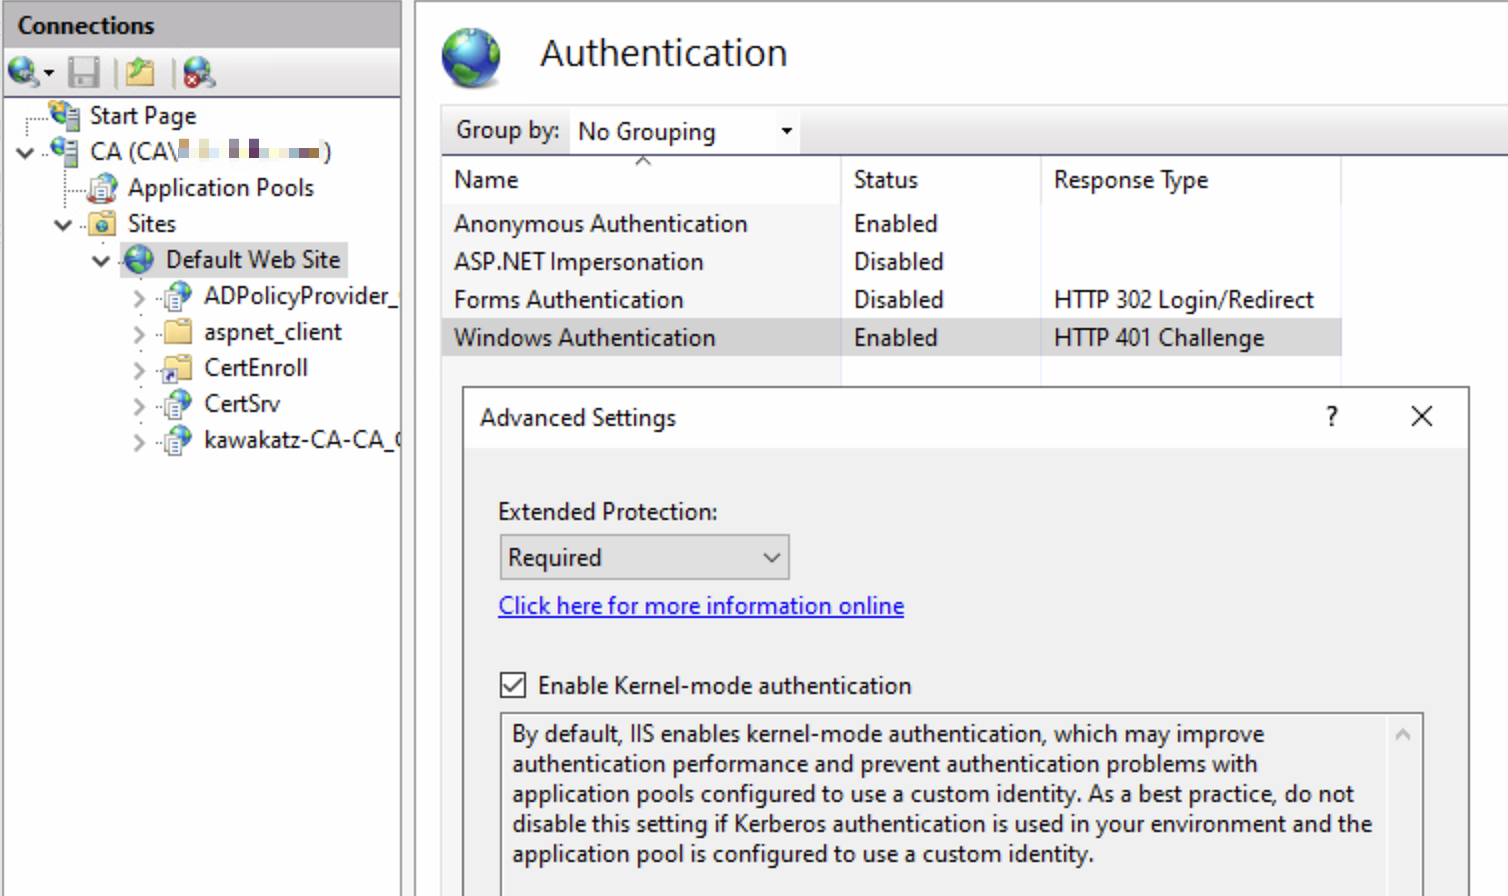 Connections
Start Page
CA (CA\ )
Application Pools
Sites
Default Web Site
ADPolicyProvider_
aspnet_client
CertEnroll
CertSrv
kawakatz-CA-CA_
Authentication
Group by: No Grouping
Name Status Response Type
Anonymous Authentication Enabled
ASP.NET Impersonation Disabled
Forms Authentication Disabled HTTP 302 Login/Redirect
Windows Authentication Enabled HTTP 401 Challenge
Advanced Settings ?
Extended Protection:
Required
Click here for more information online
Enable Kernel-mode authentication
By default, IIS enables kernel-mode authentication, which may improve
authentication performance and prevent authentication problems with
application pools configured to use a custom identity. As a best practice, do not
disable this setting if Kerberos authentication is used in your environment and the
application pool is configured to use a custom identity.